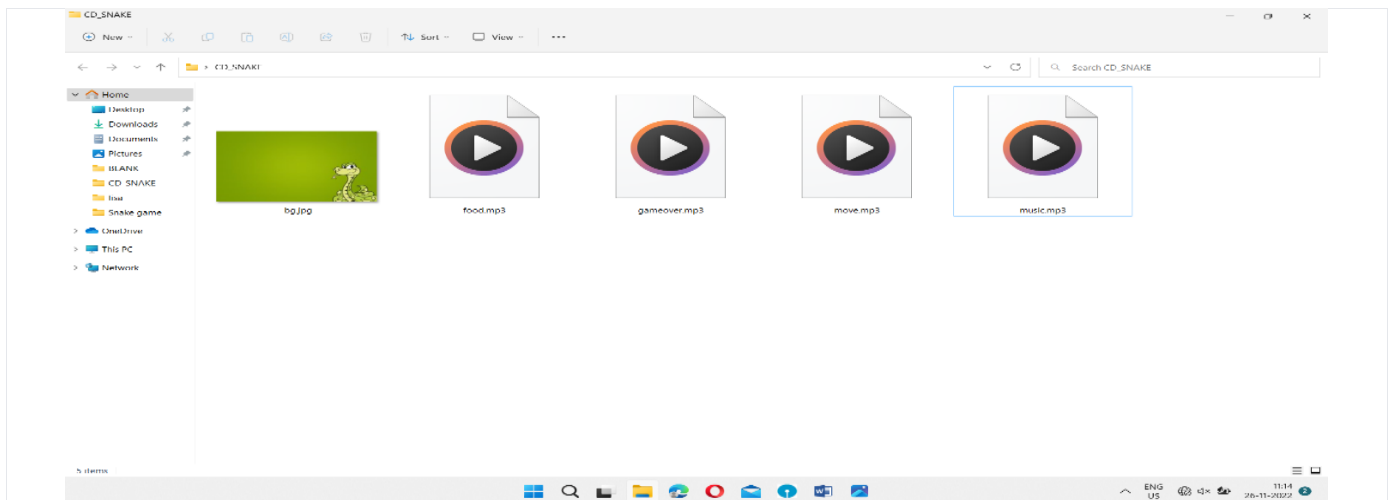 CD_SNAKE
New
Sort
View
CD_SNAKE
Search CD_SNAKE
Home
Desktop
Downloads
Documents
Pictures
BLANK
CD_SNAKE
Snake game
OneDrive
This PC
Network
bg.jpg
food.mp3
gameover.mp3
move.mp3
music.mp3
5 items
ENG
US
11:14
26-11-2022
2